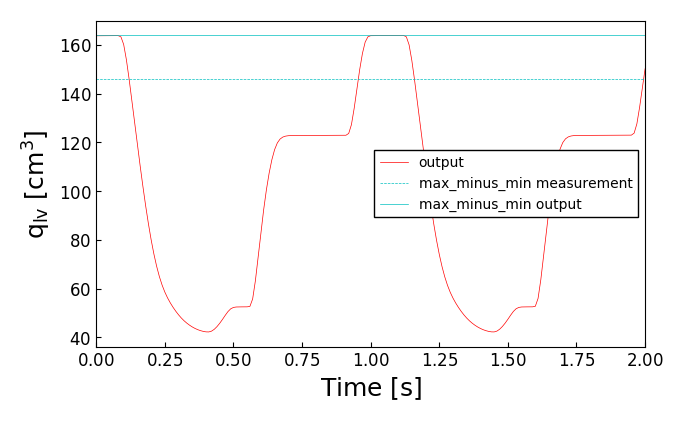 160
140
120
100
80
60
40
q_lv [cm^3]
output
max_minus_min measurement
max_minus_min output
0.00 0.25 0.50 0.75 1.00 1.25 1.50 1.75 2.00
Time [s]